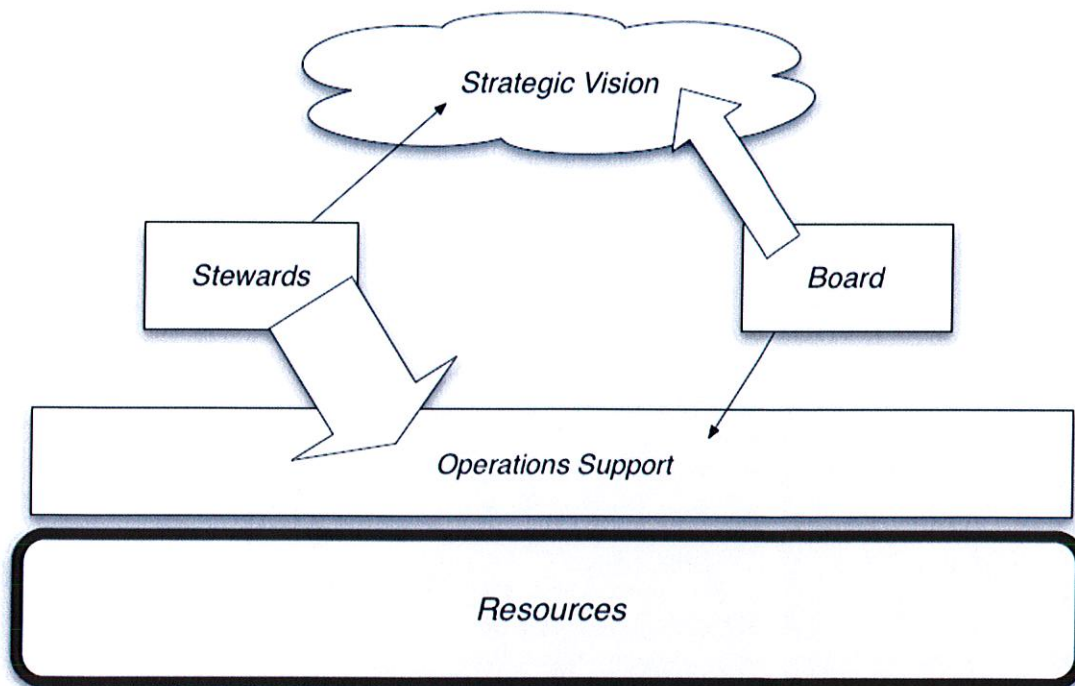 Strategic Vision
Stewards
Board
Operations Support
Resources